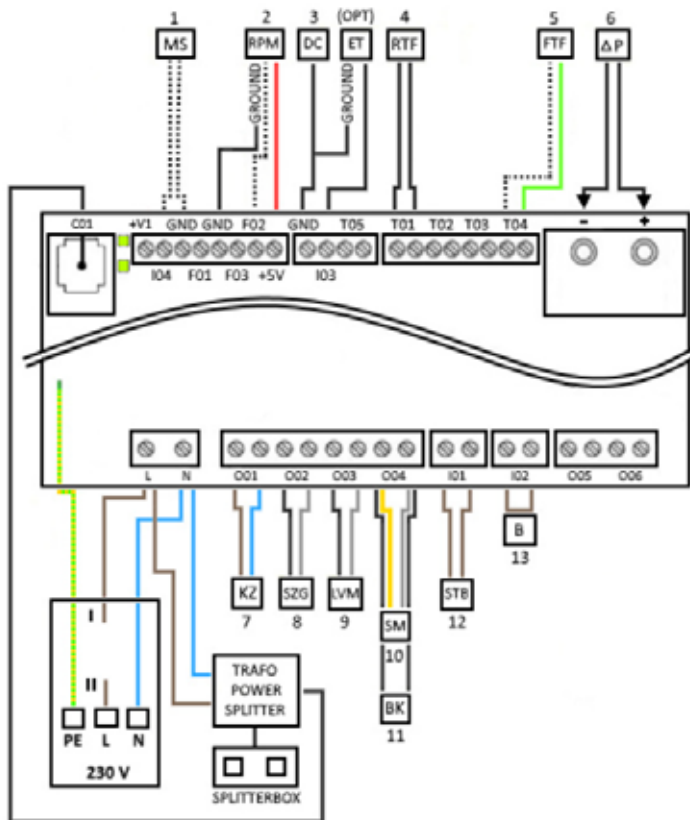 1 2 3 (OPT) 4 5 6
MS RPM DC ET RTF FTF ΔP
GROUND GROUND
C01 +V1 GND GND F02 GND T05 T01 T02 T03 T04 - +
I04 F01 F03 +5V I03
L N O01 O02 O03 O04 I01 I02 O05 O06
B
13
KZ SZG LVM STB
7 8 9 12
I
SM
10
TRAFO
POWER
SPLITTER
II
BK
11
PE L N
230 V
SPLITTERBOX